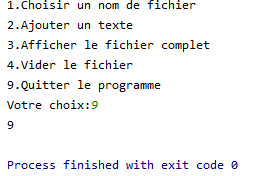 1.Choisir un nom de fichier
2.Ajouter un texte
3.Afficher le fichier complet
4.Vider le fichier
9.Quitter le programme
Votre choix:9
9
Process finished with exit code 0